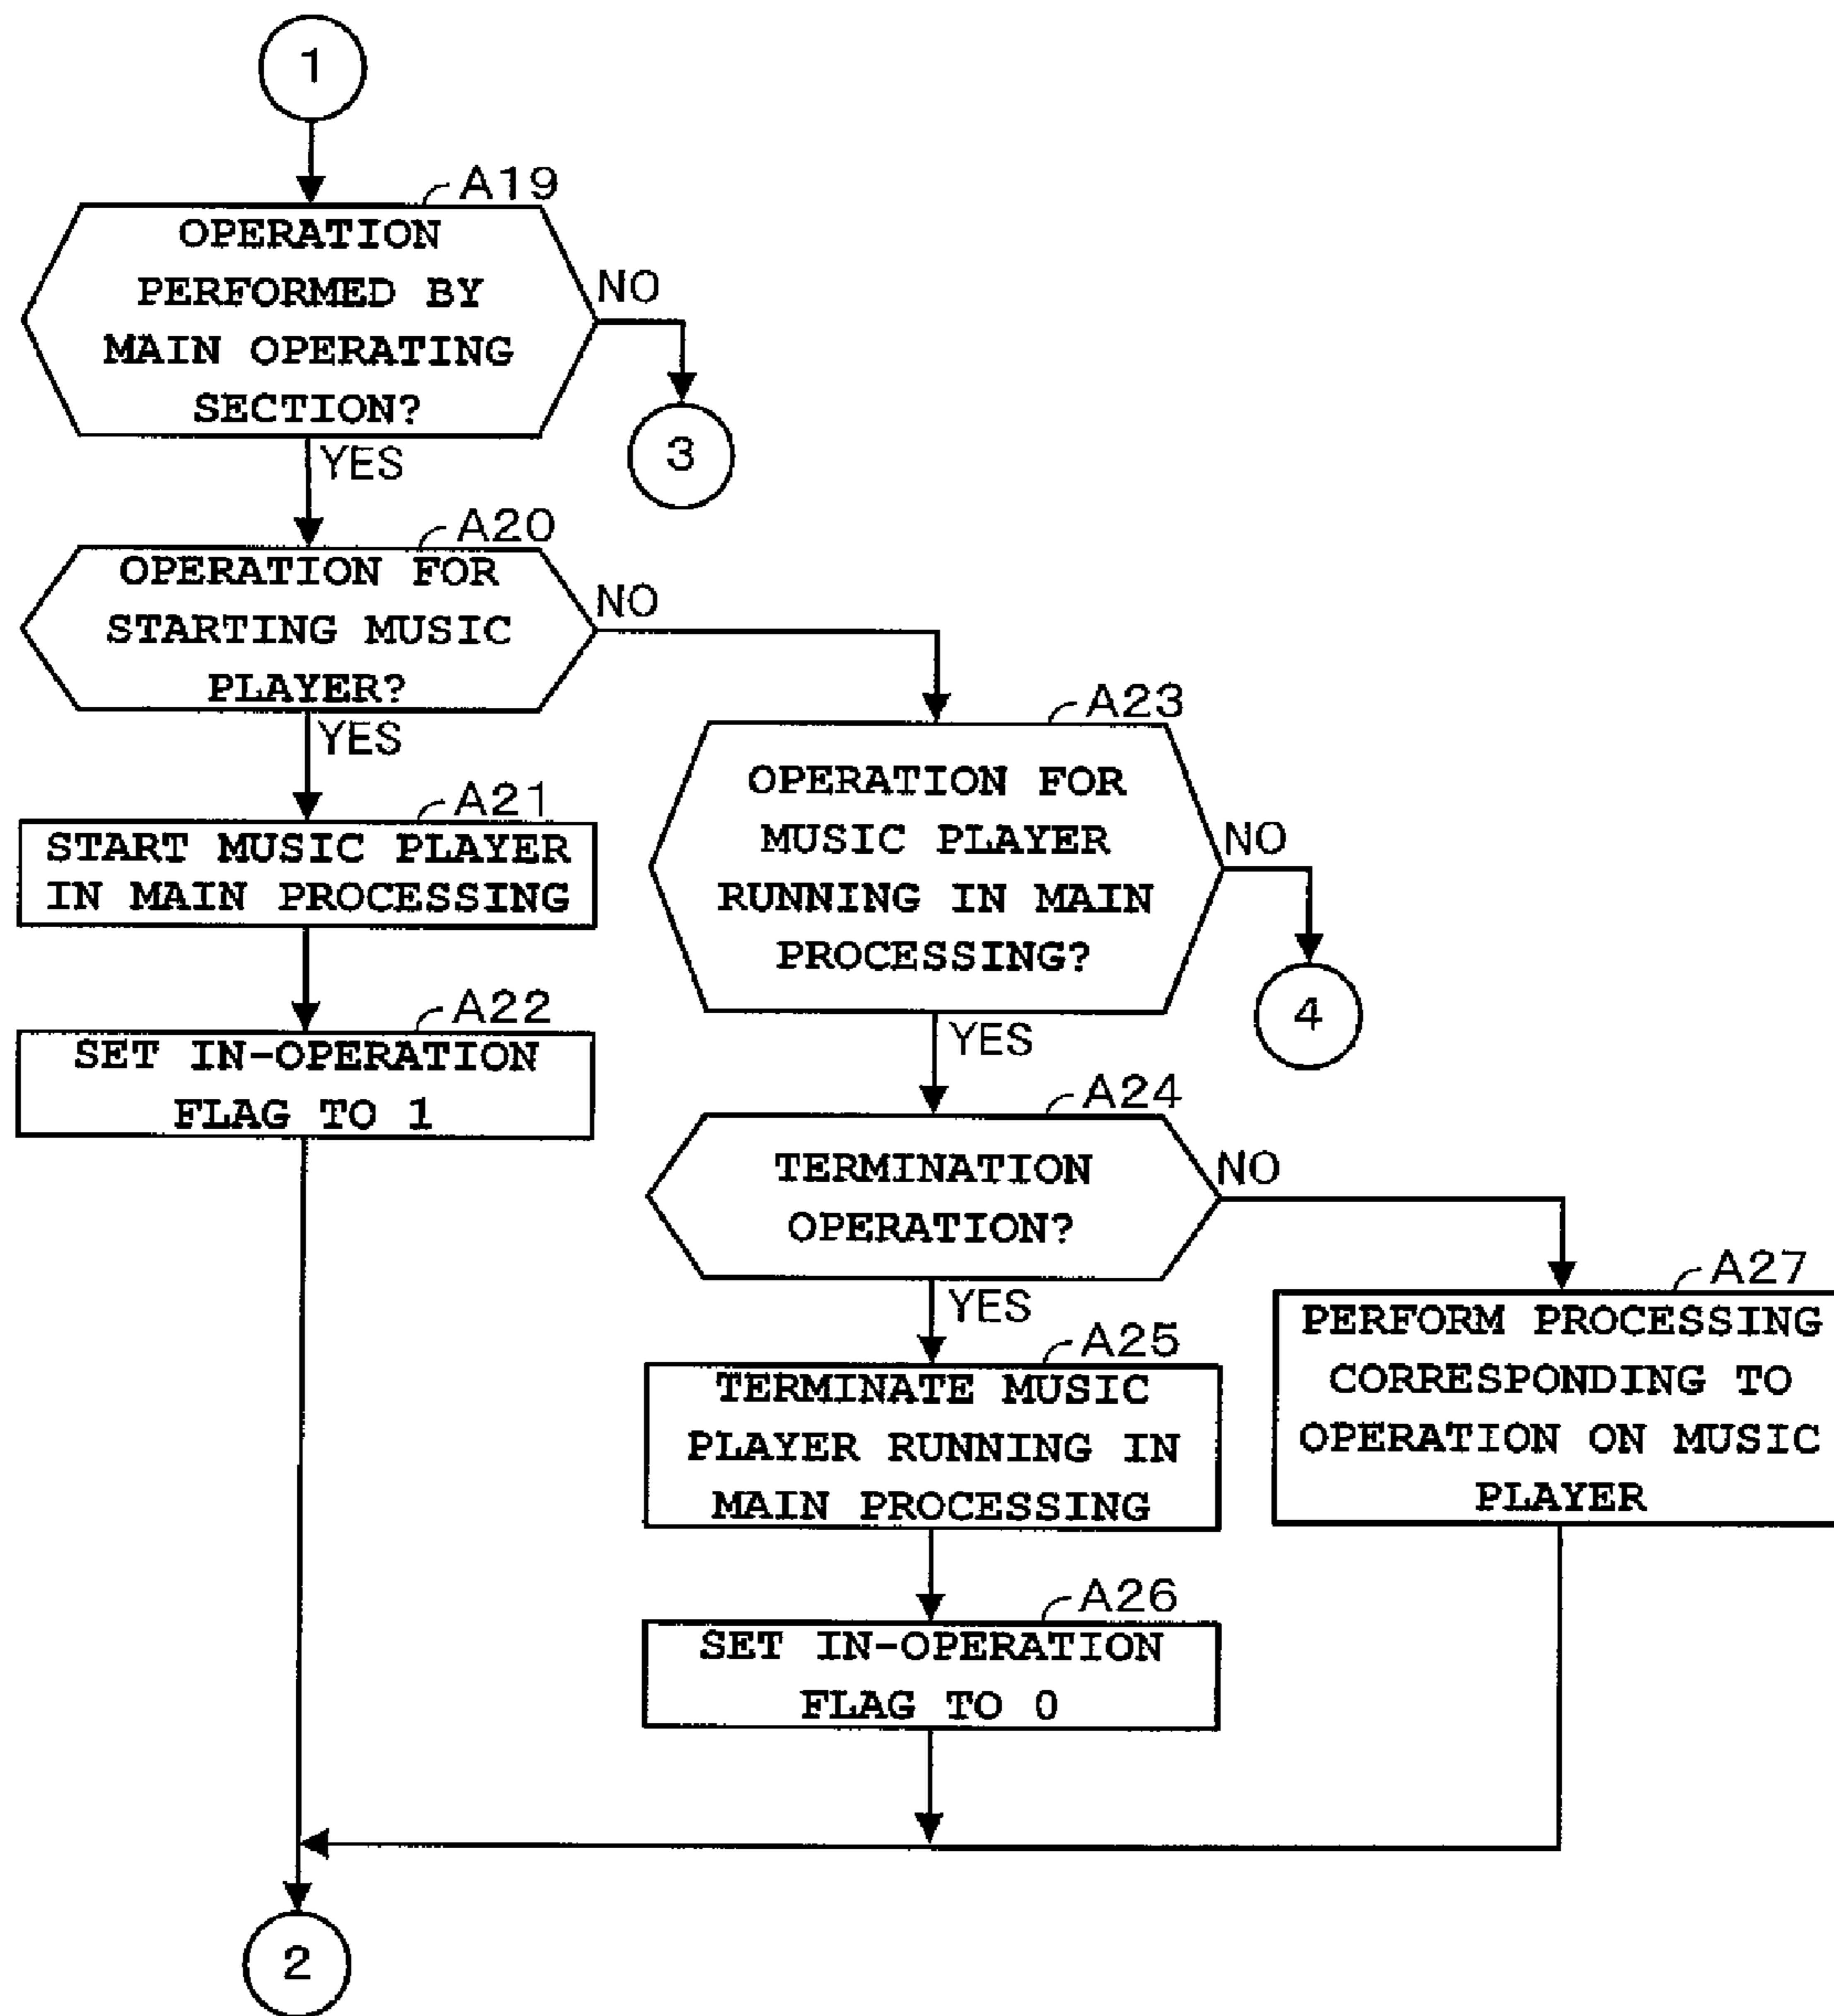 1
A19
OPERATION
PERFORMED BY
MAIN OPERATING
SECTION?
NO
3
YES
A20
OPERATION FOR
STARTING MUSIC
PLAYER?
NO
YES
A21
START MUSIC PLAYER
IN MAIN PROCESSING
A22
SET IN-OPERATION
FLAG TO 1
A23
OPERATION FOR
MUSIC PLAYER
RUNNING IN MAIN
PROCESSING?
NO
4
YES
A24
TERMINATION
OPERATION?
NO
YES
A25
TERMINATE MUSIC
PLAYER RUNNING IN
MAIN PROCESSING
A26
SET IN-OPERATION
FLAG TO 0
A27
PERFORM PROCESSING
CORRESPONDING TO
OPERATION ON MUSIC
PLAYER
2